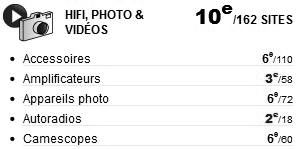 HIFI, PHOTO & 10e/162 SITES
VIDÉOS
• Accessoires 6e/110
• Amplificateurs 3e/58
• Appareils photo 6e/72
• Autoradios 2e/18
• Camescopes 6e/60